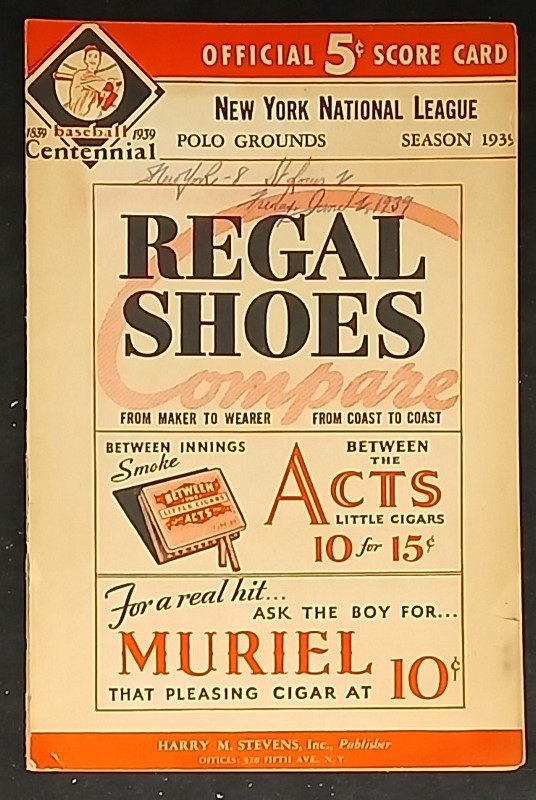 OFFICIAL 5¢ SCORE CARD
NEW YORK NATIONAL LEAGUE
1839 baseball 1939
Centennial
POLO GROUNDS SEASON 1939
New York - 8 St Louis
Friday, June 2, 1939
REGAL
SHOES
Compare
FROM MAKER TO WEARER FROM COAST TO COAST
BETWEEN INNINGS
Smoke
BETWEEN
THE
LITTLE CIGARS
ACTS
BETWEEN
THE
ACTS
LITTLE CIGARS
10 for 15¢
For a real hit...
ASK THE BOY FOR...
MURIEL 10¢
THAT PLEASING CIGAR AT
HARRY M. STEVENS, Inc., Publisher
OFFICES: 320 FIFTH AVE., N. Y.